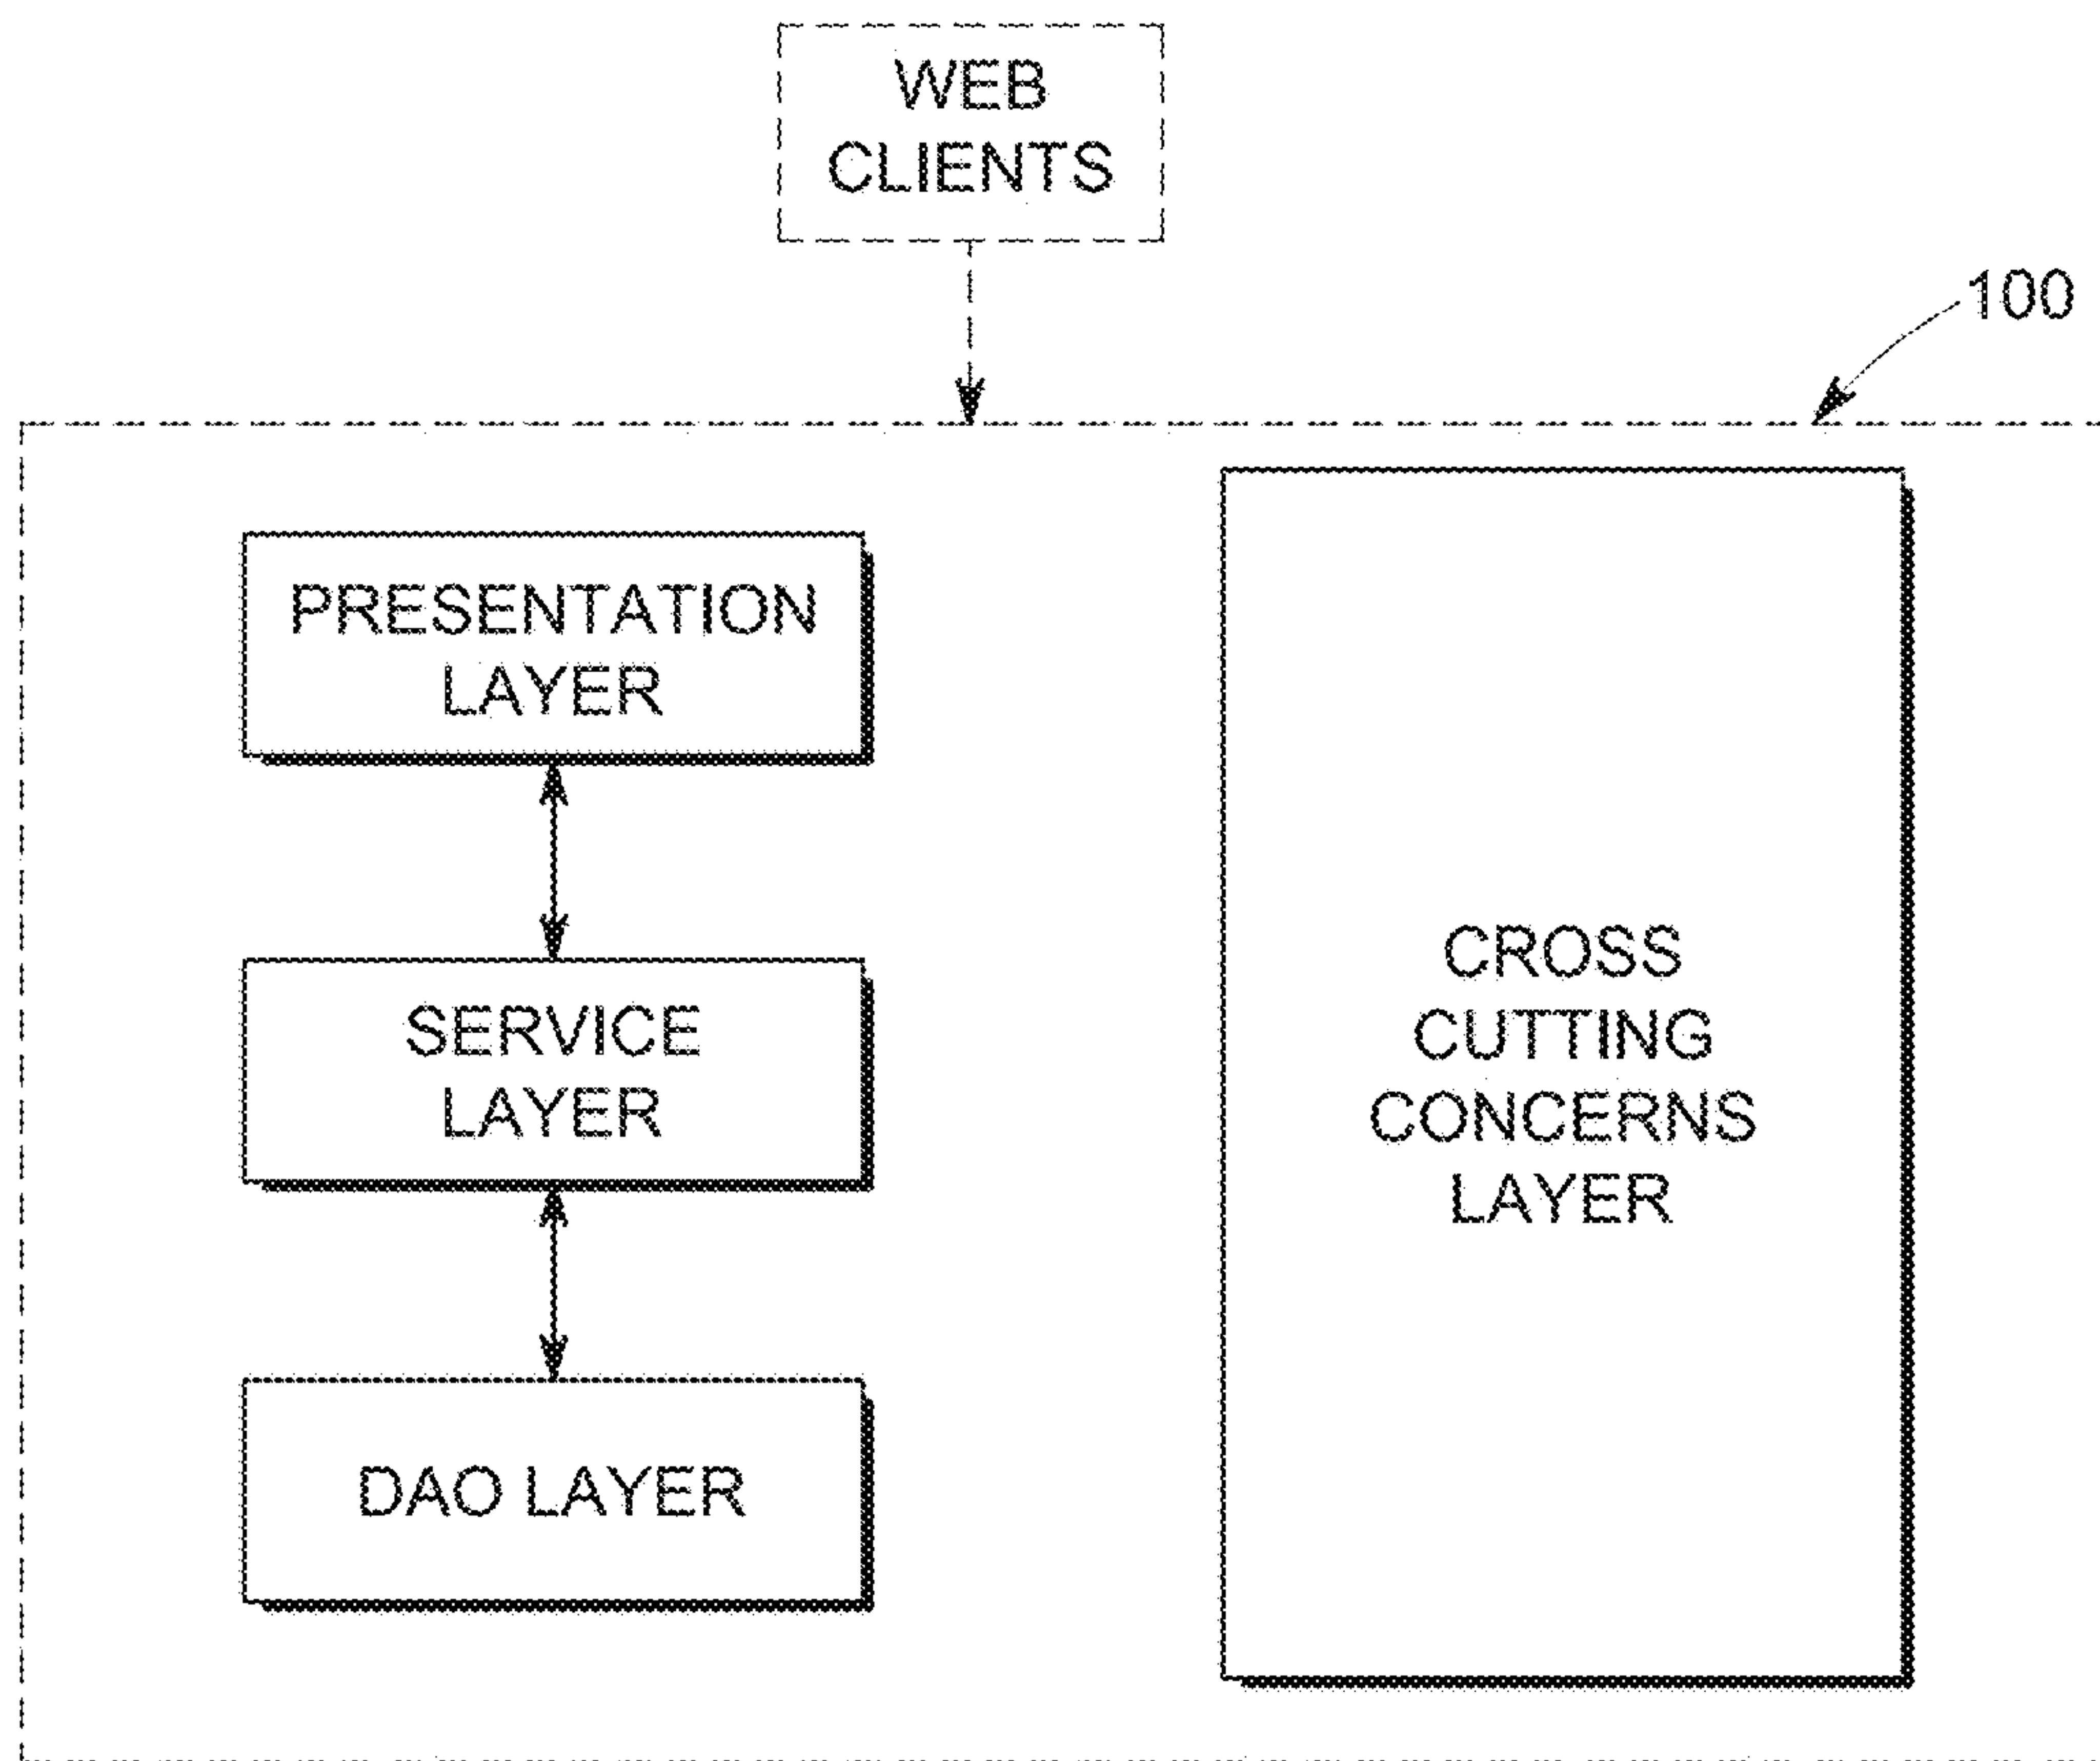 WEB
CLIENTS
100
PRESENTATION
LAYER
SERVICE
LAYER
DAO LAYER
CROSS
CUTTING
CONCERNS
LAYER